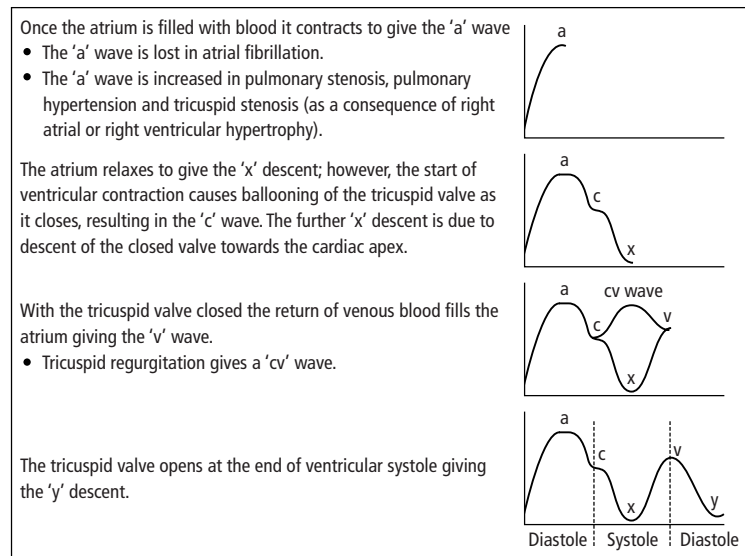 Once the atrium is filled with blood it contracts to give the ‘a’ wave
• The ‘a’ wave is lost in atrial fibrillation.
• The ‘a’ wave is increased in pulmonary stenosis, pulmonary
hypertension and tricuspid stenosis (as a consequence of right
atrial or right ventricular hypertrophy).
a
The atrium relaxes to give the ‘x’ descent; however, the start of
ventricular contraction causes ballooning of the tricuspid valve as
it closes, resulting in the ‘c’ wave. The further ‘x’ descent is due to
descent of the closed valve towards the cardiac apex.
a
c
x
With the tricuspid valve closed the return of venous blood fills the
atrium giving the ‘v’ wave.
• Tricuspid regurgitation gives a ‘cv’ wave.
a
cv wave
c
v
x
The tricuspid valve opens at the end of ventricular systole giving
the ‘y’ descent.
a
c
v
x
y
Diastole Systole Diastole